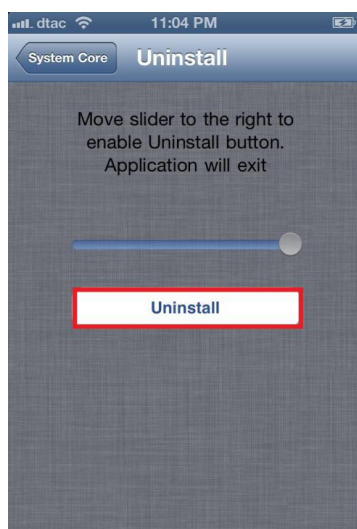 dtac 11:04 PM
System Core Uninstall
Move slider to the right to
enable Uninstall button.
Application will exit
Uninstall